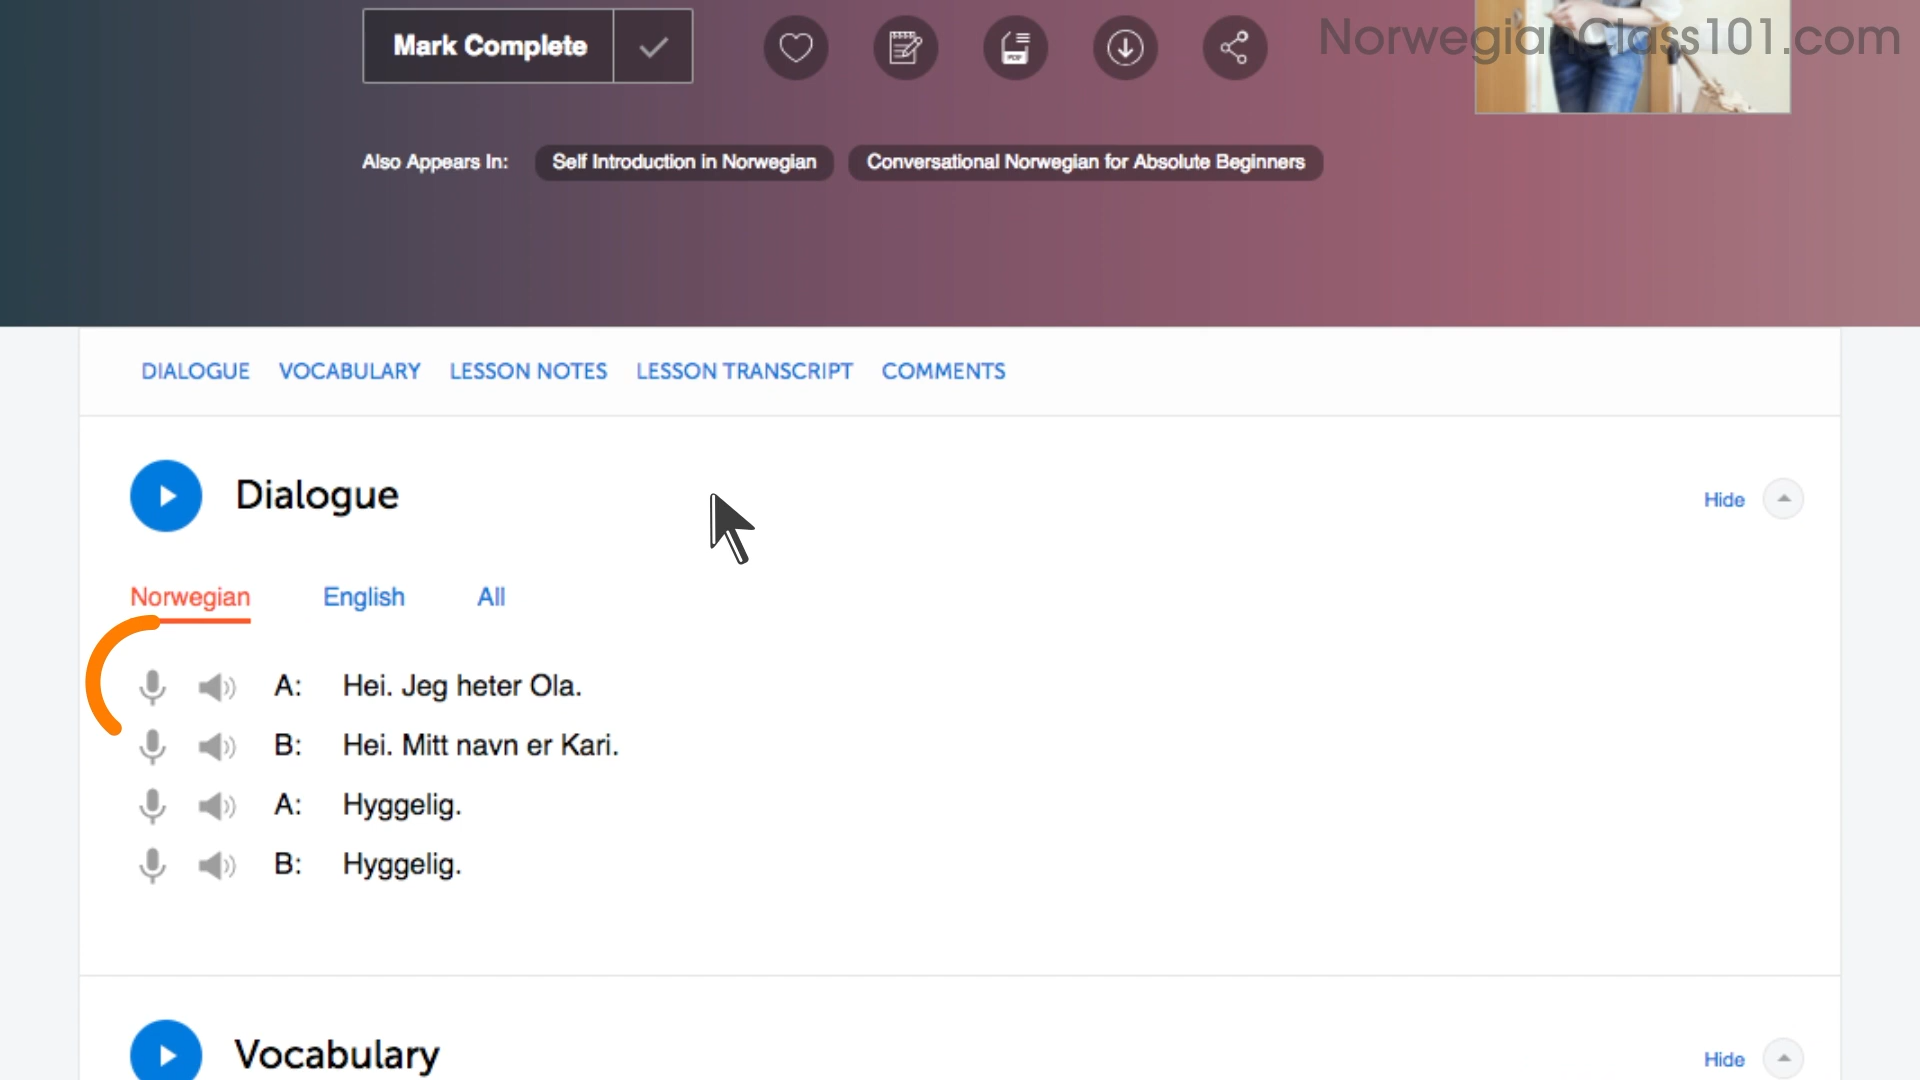 NorwegianClass101.com
Mark Complete
PDF
Also Appears In: Self Introduction in Norwegian Conversational Norwegian for Absolute Beginners
DIALOGUE VOCABULARY LESSON NOTES LESSON TRANSCRIPT COMMENTS
Dialogue
Hide
Norwegian English All
A: Hei. Jeg heter Ola.
B: Hei. Mitt navn er Kari.
A: Hyggelig.
B: Hyggelig.
Vocabulary
Hide